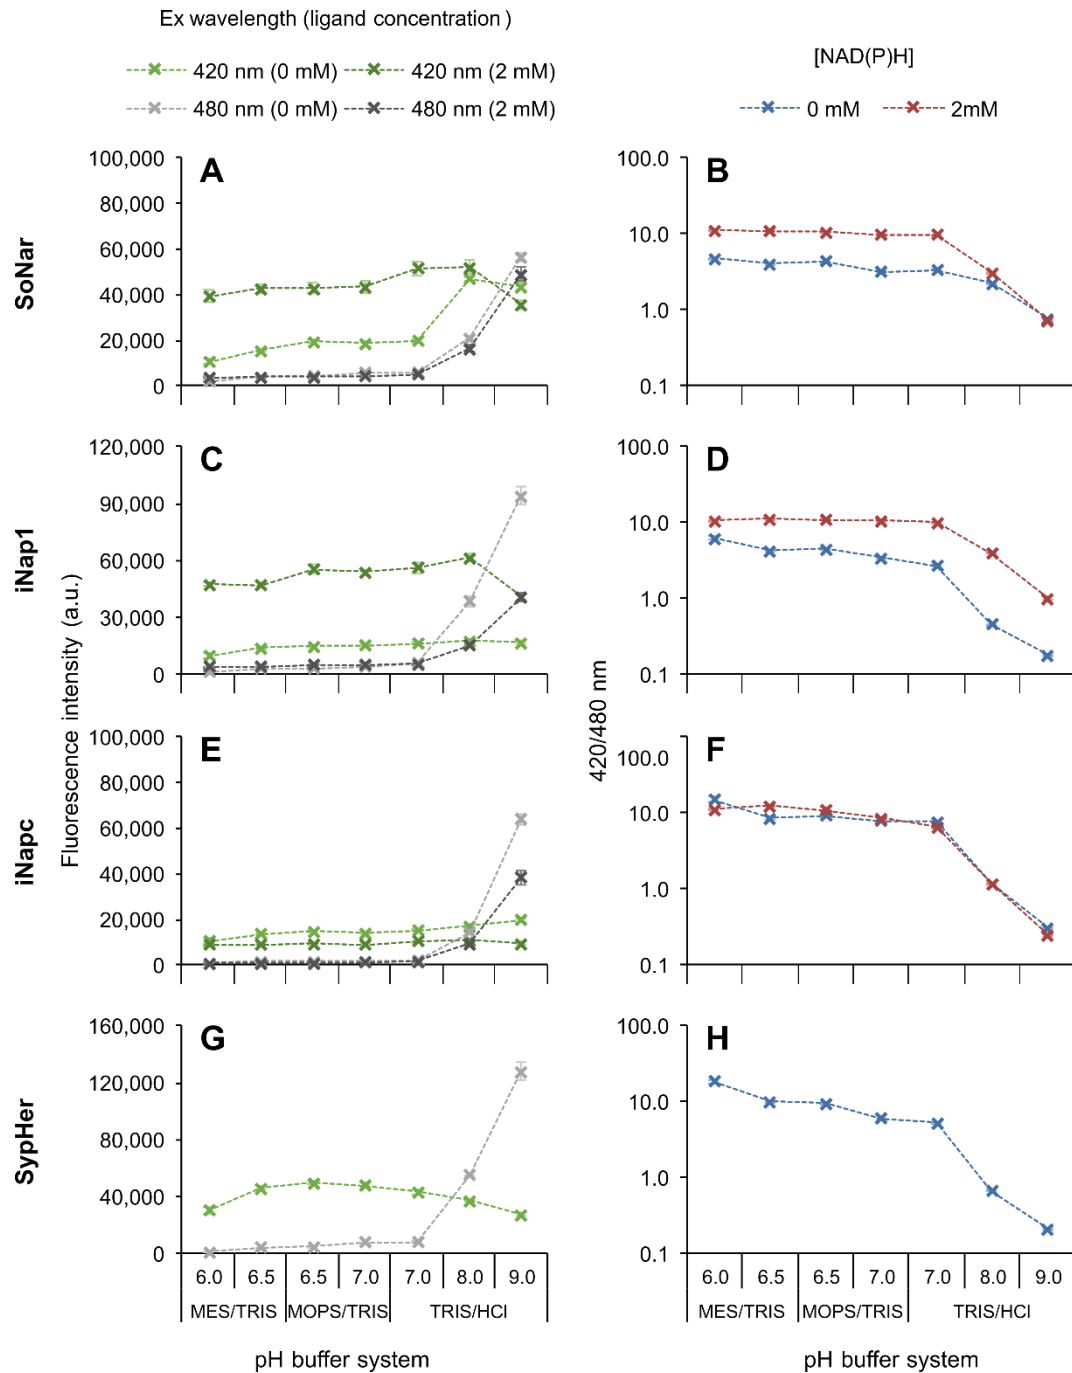 Ex wavelength (ligand concentration)
420 nm (0 mM) 420 nm (2 mM)
480 nm (0 mM) 480 nm (2 mM)
[NAD(P)H]
0 mM 2mM
SoNar
A
100,000
80,000
60,000
40,000
20,000
0
B
100.0
10.0
1.0
0.1
iNap1
C
120,000
90,000
60,000
30,000
0
D
100.0
10.0
1.0
0.1
Fluorescence intensity (a.u.)
420/480 nm
iNapc
E
100,000
80,000
60,000
40,000
20,000
0
F
100.0
10.0
1.0
0.1
SypHer
G
160,000
120,000
80,000
40,000
0
H
100.0
10.0
1.0
0.1
6.0 6.5 6.5 7.0 7.0 8.0 9.0
MES/TRIS MOPS/TRIS TRIS/HCl
pH buffer system
6.0 6.5 6.5 7.0 7.0 8.0 9.0
MES/TRIS MOPS/TRIS TRIS/HCl
pH buffer system